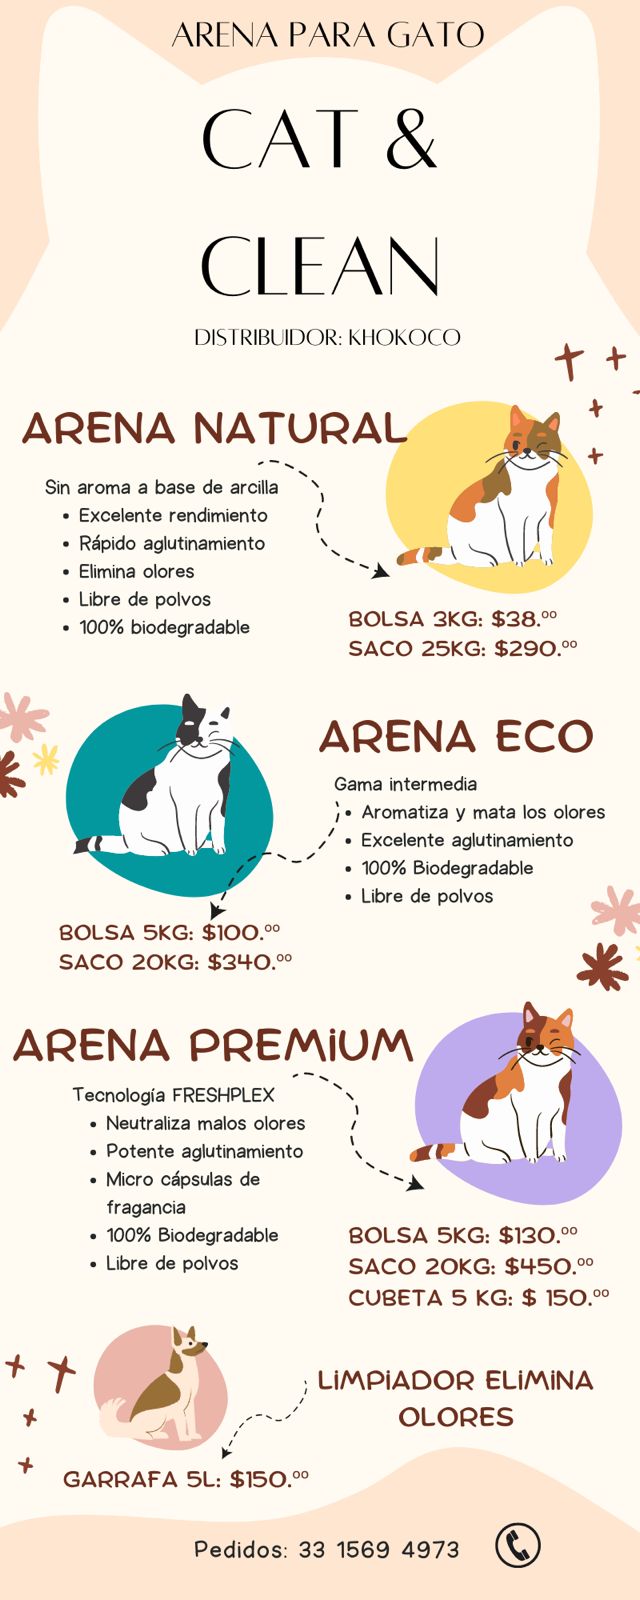 ARENA PARA GATO
CAT &
CLEAN
DISTRIBUIDOR: KHOKOCO
ARENA NATURAL
Sin aroma a base de arcilla
• Excelente rendimiento
• Rápido aglutinamiento
• Elimina olores
• Libre de polvos
• 100% biodegradable
BOLSA 3KG: $38.⁰⁰
SACO 25KG: $290.⁰⁰
ARENA ECO
Gama intermedia
• Aromatiza y mata los olores
• Excelente aglutinamiento
• 100% Biodegradable
• Libre de polvos
BOLSA 5KG: $100.⁰⁰
SACO 20KG: $340.⁰⁰
ARENA PREMIUM
Tecnología FRESHPLEX
• Neutraliza malos olores
• Potente aglutinamiento
• Micro cápsulas de
fragancia
• 100% Biodegradable
• Libre de polvos
BOLSA 5KG: $130.⁰⁰
SACO 20KG: $450.⁰⁰
CUBETA 5 KG: $ 150.⁰⁰
LIMPIADOR ELIMINA
OLORES
GARRAFA 5L: $150.⁰⁰
Pedidos: 33 1569 4973